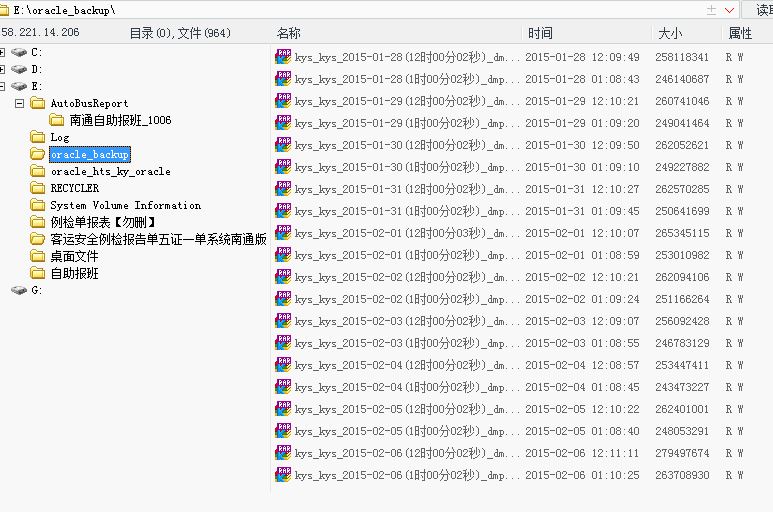 E:\oracle_backup\
读取
58.221.14.206 目录(0),文件(964) 名称 时间 大小 属性
C:
D:
E:
AutoBusReport
南通自助报班_1006
Log
oracle_backup
oracle_hts_ky_oracle
RECYCLER
System Volume Information
例检单报表【勿删】
客运安全例检报告单五证一单系统南通版
桌面文件
自助报班
G:
kys_kys_2015-01-28(12时00分02秒)_dm... 2015-01-28 12:09:49 258118341 R W
kys_kys_2015-01-28(1时00分02秒)_dmp... 2015-01-28 01:08:43 246140687 R W
kys_kys_2015-01-29(12时00分02秒)_dm... 2015-01-29 12:10:21 260741046 R W
kys_kys_2015-01-29(1时00分02秒)_dmp... 2015-01-29 01:09:20 249041464 R W
kys_kys_2015-01-30(12时00分02秒)_dm... 2015-01-30 12:09:50 262052621 R W
kys_kys_2015-01-30(1时00分02秒)_dmp... 2015-01-30 01:09:10 249227882 R W
kys_kys_2015-01-31(12时00分02秒)_dm... 2015-01-31 12:10:27 262570285 R W
kys_kys_2015-01-31(1时00分02秒)_dmp... 2015-01-31 01:09:45 250641699 R W
kys_kys_2015-02-01(12时00分03秒)_dm... 2015-02-01 12:10:07 265345115 R W
kys_kys_2015-02-01(1时00分02秒)_dmp... 2015-02-01 01:08:59 253010982 R W
kys_kys_2015-02-02(12时00分02秒)_dm... 2015-02-02 12:10:21 262094106 R W
kys_kys_2015-02-02(1时00分02秒)_dmp... 2015-02-02 01:09:24 251166264 R W
kys_kys_2015-02-03(12时00分02秒)_dm... 2015-02-03 12:09:07 256092428 R W
kys_kys_2015-02-03(1时00分02秒)_dmp... 2015-02-03 01:08:55 246783129 R W
kys_kys_2015-02-04(12时00分02秒)_dm... 2015-02-04 12:08:57 253447411 R W
kys_kys_2015-02-04(1时00分02秒)_dmp... 2015-02-04 01:08:45 243473227 R W
kys_kys_2015-02-05(12时00分02秒)_dm... 2015-02-05 12:10:22 262401001 R W
kys_kys_2015-02-05(1时00分02秒)_dmp... 2015-02-05 01:08:40 248053291 R W
kys_kys_2015-02-06(12时00分02秒)_dm... 2015-02-06 12:11:11 279497674 R W
kys_kys_2015-02-06(1时00分02秒)_dmp... 2015-02-06 01:10:25 263708930 R W